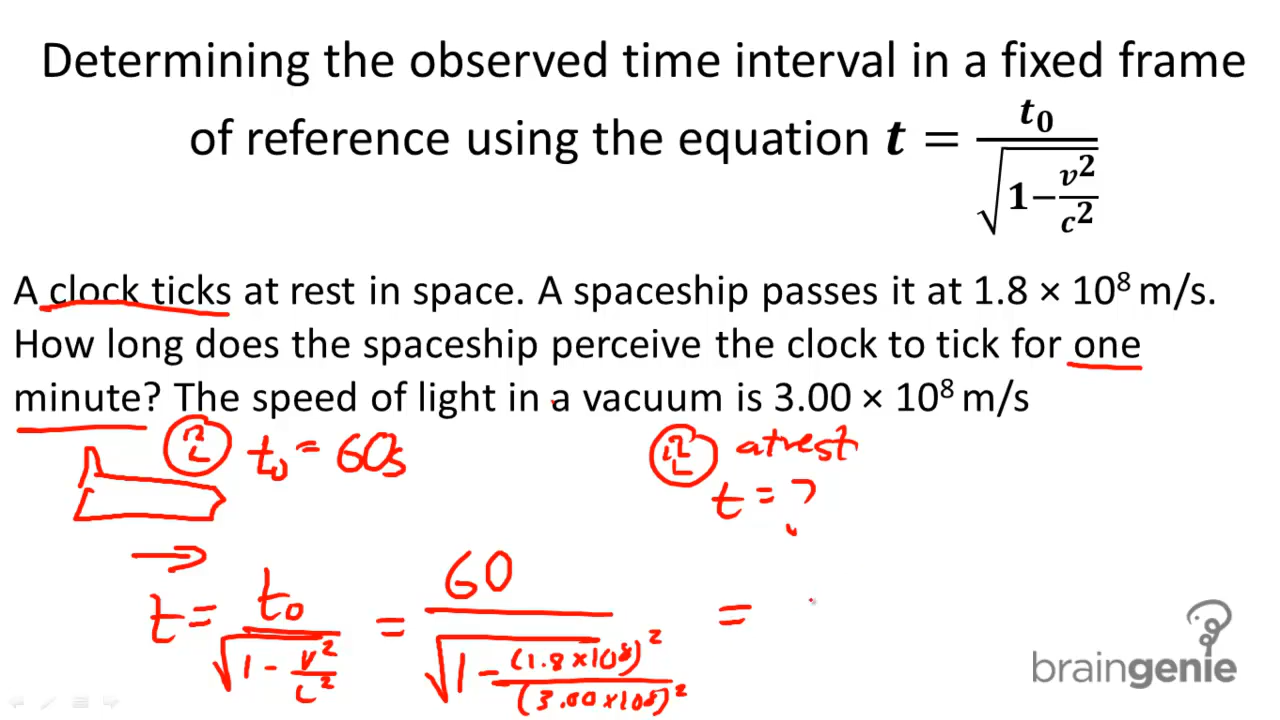 Determining the observed time interval in a fixed frame
of reference using the equation t = t₀ / √(1 − v²/c²)
A clock ticks at rest in space. A spaceship passes it at 1.8 × 10⁸ m/s.
How long does the spaceship perceive the clock to tick for one
minute? The speed of light in a vacuum is 3.00 × 10⁸ m/s
t₀ = 60s
at rest
t = ?
t = t₀ / √(1 − v²/c²) = 60 / √(1 − (1.8×10⁸)²/(3.00×10⁸)²) =
braingenie